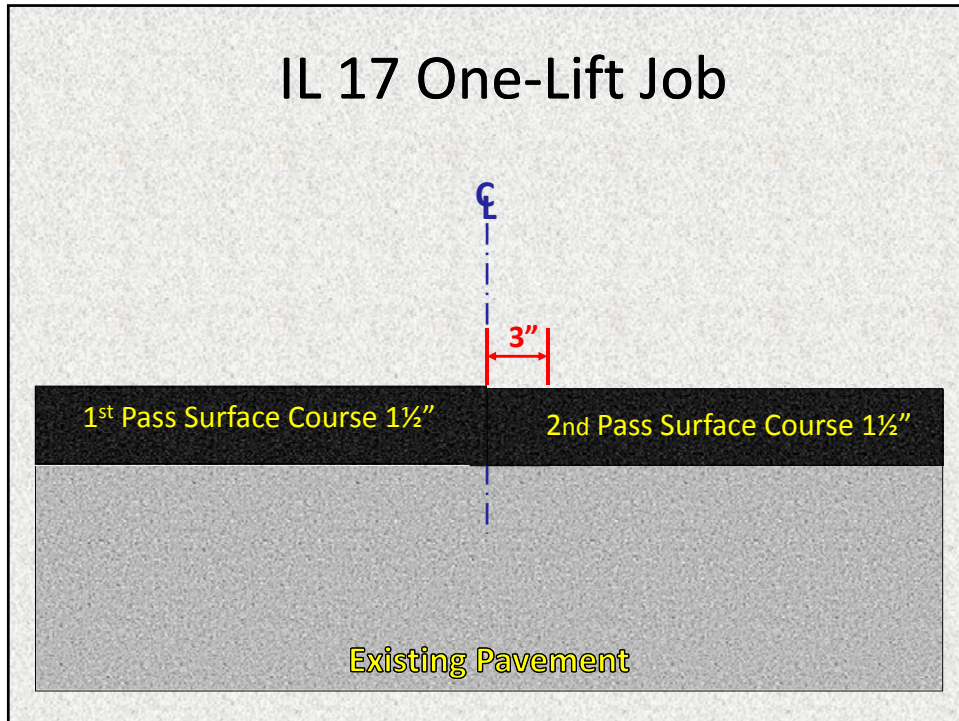 IL 17 One-Lift Job
℄
3”
1st Pass Surface Course 1½”
2nd Pass Surface Course 1½”
Existing Pavement